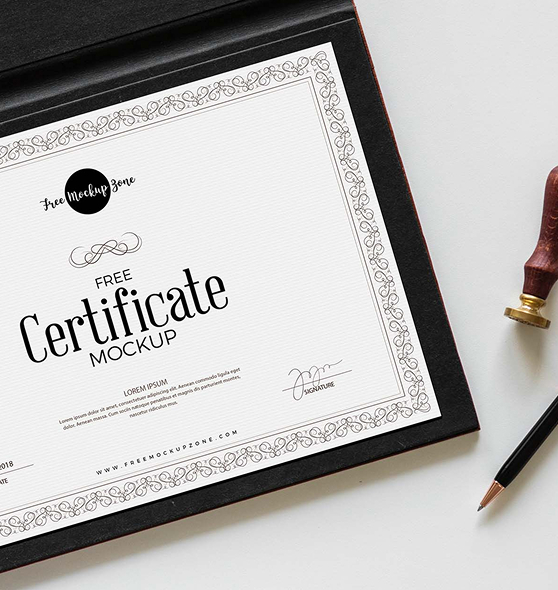 Free Mockup Zone
FREE
Certificate
MOCKUP
LOREM IPSUM
Lorem ipsum dolor sit amet, consectetuer adipiscing elit. Aenean commodo ligula eget
dolor. Aenean massa. Cum sociis natoque penatibus et magnis dis parturient montes,
nascetur ridiculus mus.
SIGNATURE
2018
WWW.FREEMOCKUPZONE.COM